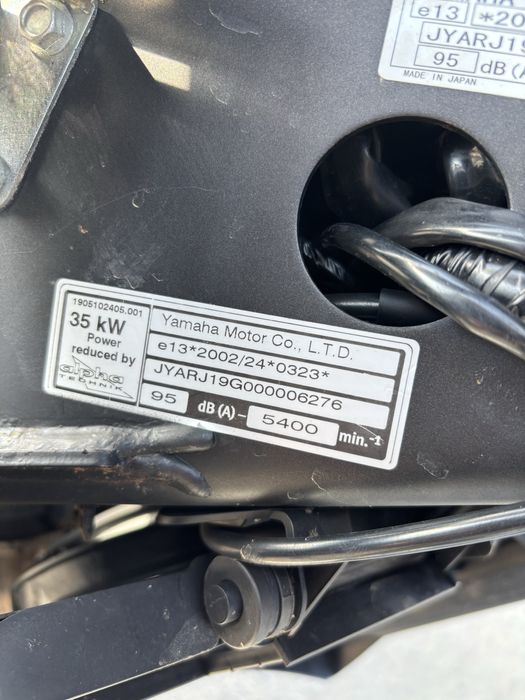 e13 *20
JYARJ19
95 dB(A
MADE IN JAPAN
1905102405.001
35 kW
Power
reduced by
alpha
TECHNIK
Yamaha Motor Co., L.T.D.
e13*2002/24*0323*
JYARJ19G000006276
95 dB(A) - 5400 min.-1